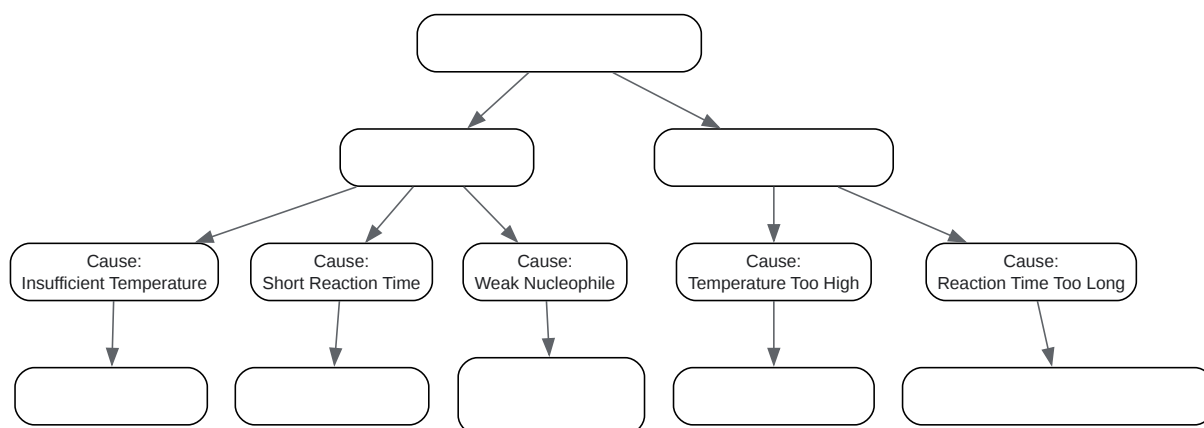 Cause:
Insufficient Temperature
Cause:
Short Reaction Time
Cause:
Weak Nucleophile
Cause:
Temperature Too High
Cause:
Reaction Time Too Long